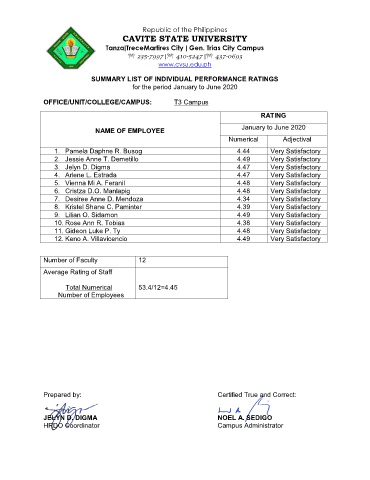 Republic of the Philippines
CAVITE STATE UNIVERSITY
Tanza|TreceMartires City | Gen. Trias City Campus
235-7997 | 410-5247 | 437-0693
www.cvsu.edu.ph
SUMMARY LIST OF INDIVIDUAL PERFORMANCE RATINGS
for the period January to June 2020
OFFICE/UNIT/COLLEGE/CAMPUS: T3 Campus
NAME OF EMPLOYEE
RATING
January to June 2020
Numerical Adjectival
1. Pamela Daphne R. Busog 4.44 Very Satisfactory
2. Jessie Anne T. Demetillo 4.49 Very Satisfactory
3. Jelyn D. Digma 4.47 Very Satisfactory
4. Arlene L. Estrada 4.47 Very Satisfactory
5. Vienna Mi A. Feranil 4.48 Very Satisfactory
6. Cristza D.O. Manlapig 4.48 Very Satisfactory
7. Desiree Anne D. Mendoza 4.34 Very Satisfactory
8. Kristel Shane C. Paminter 4.39 Very Satisfactory
9. Lilian O. Sidamon 4.49 Very Satisfactory
10. Rose Ann R. Tobias 4.38 Very Satisfactory
11. Gideon Luke P. Ty 4.48 Very Satisfactory
12. Keno A. Villavicencio 4.49 Very Satisfactory
Number of Faculty 12
Average Rating of Staff
Total Numerical 53.4/12=4.45
Number of Employees
Prepared by: Certified True and Correct:
JELYN D. DIGMA NOEL A. SEDIGO
HRDO Coordinator Campus Administrator